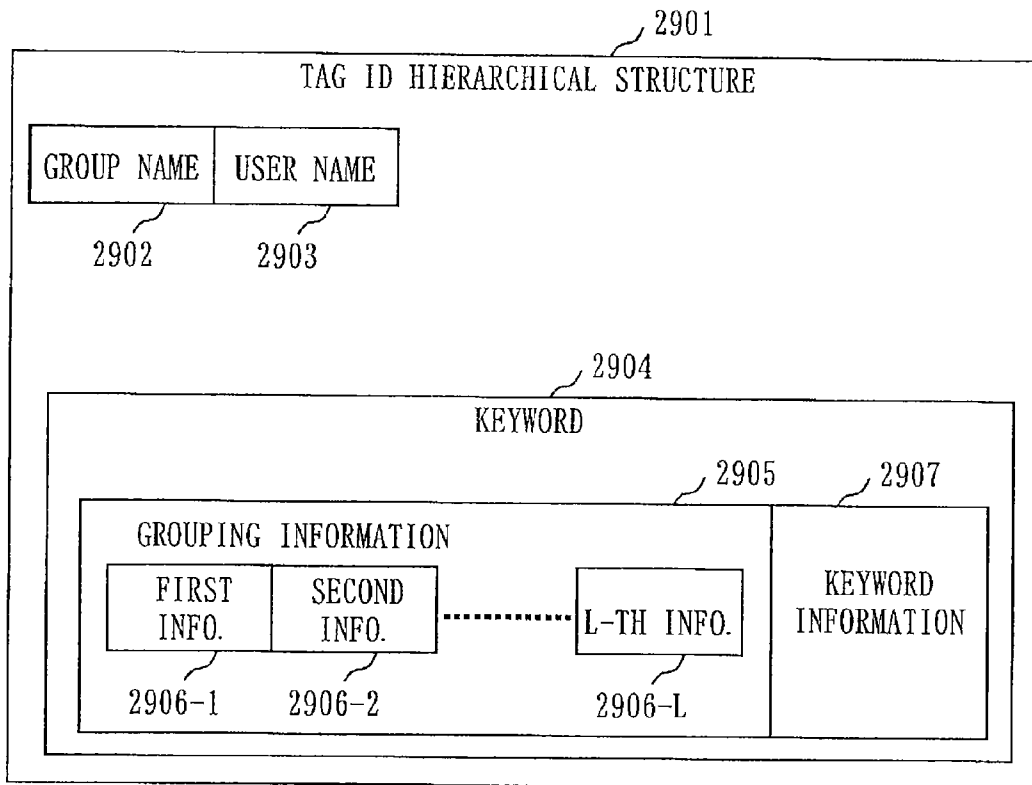 2901
TAG ID HIERARCHICAL STRUCTURE
GROUP NAME USER NAME
2902 2903
2904
KEYWORD
2905 2907
GROUPING INFORMATION
FIRST INFO.
SECOND INFO.
L-TH INFO.
KEYWORD INFORMATION
2906-1 2906-2 2906-L